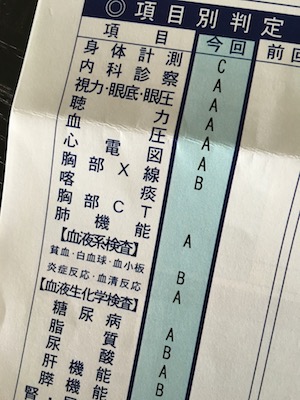 ◎項目別判定
項目 今回 前回
身体計測 C
内科診察 A
視力・眼底・眼圧 A
聴力 A
血圧 A
心電図 A
胸部X線 B
喀痰
胸部CT
肺機能 A
【血液系検査】
貧血・白血球・血小板 B
炎症反応・血清反応 A
【血液生化学検査】
糖尿病 A
脂質 B
尿酸 A
肝機能 B
膵機能
腎・